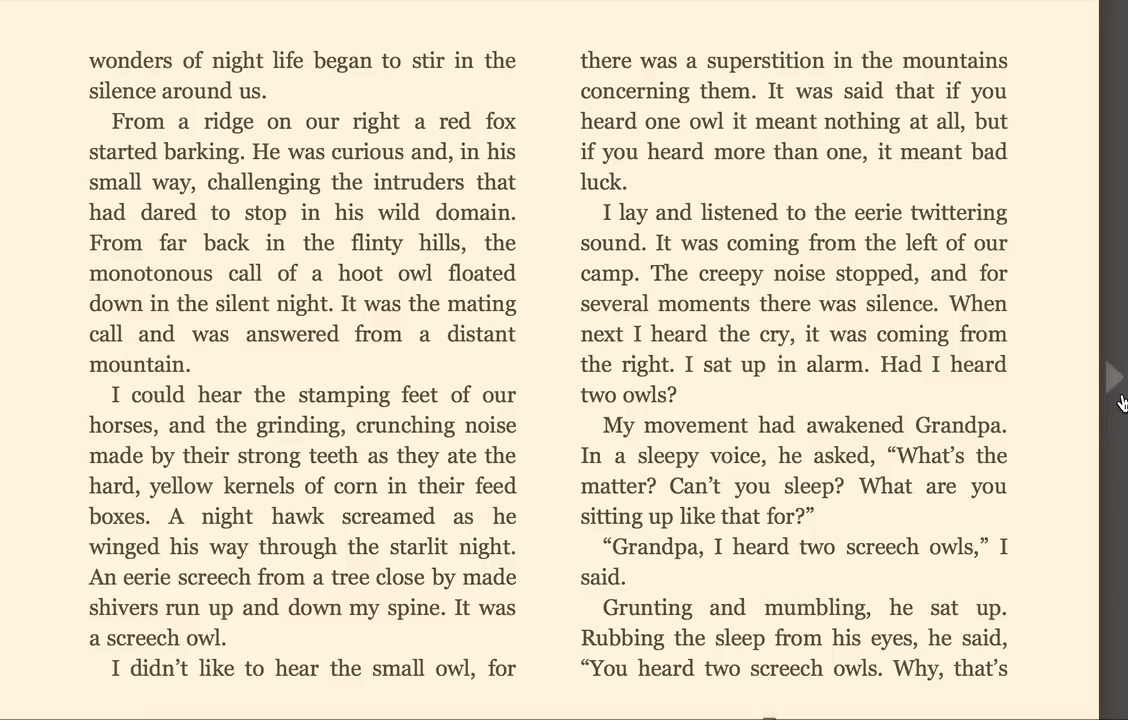 wonders of night life began to stir in the
silence around us.
From a ridge on our right a red fox
started barking. He was curious and, in his
small way, challenging the intruders that
had dared to stop in his wild domain.
From far back in the flinty hills, the
monotonous call of a hoot owl floated
down in the silent night. It was the mating
call and was answered from a distant
mountain.
I could hear the stamping feet of our
horses, and the grinding, crunching noise
made by their strong teeth as they ate the
hard, yellow kernels of corn in their feed
boxes. A night hawk screamed as he
winged his way through the starlit night.
An eerie screech from a tree close by made
shivers run up and down my spine. It was
a screech owl.
I didn’t like to hear the small owl, for
there was a superstition in the mountains
concerning them. It was said that if you
heard one owl it meant nothing at all, but
if you heard more than one, it meant bad
luck.
I lay and listened to the eerie twittering
sound. It was coming from the left of our
camp. The creepy noise stopped, and for
several moments there was silence. When
next I heard the cry, it was coming from
the right. I sat up in alarm. Had I heard
two owls?
My movement had awakened Grandpa.
In a sleepy voice, he asked, “What’s the
matter? Can’t you sleep? What are you
sitting up like that for?”
“Grandpa, I heard two screech owls,” I
said.
Grunting and mumbling, he sat up.
Rubbing the sleep from his eyes, he said,
“You heard two screech owls. Why, that’s